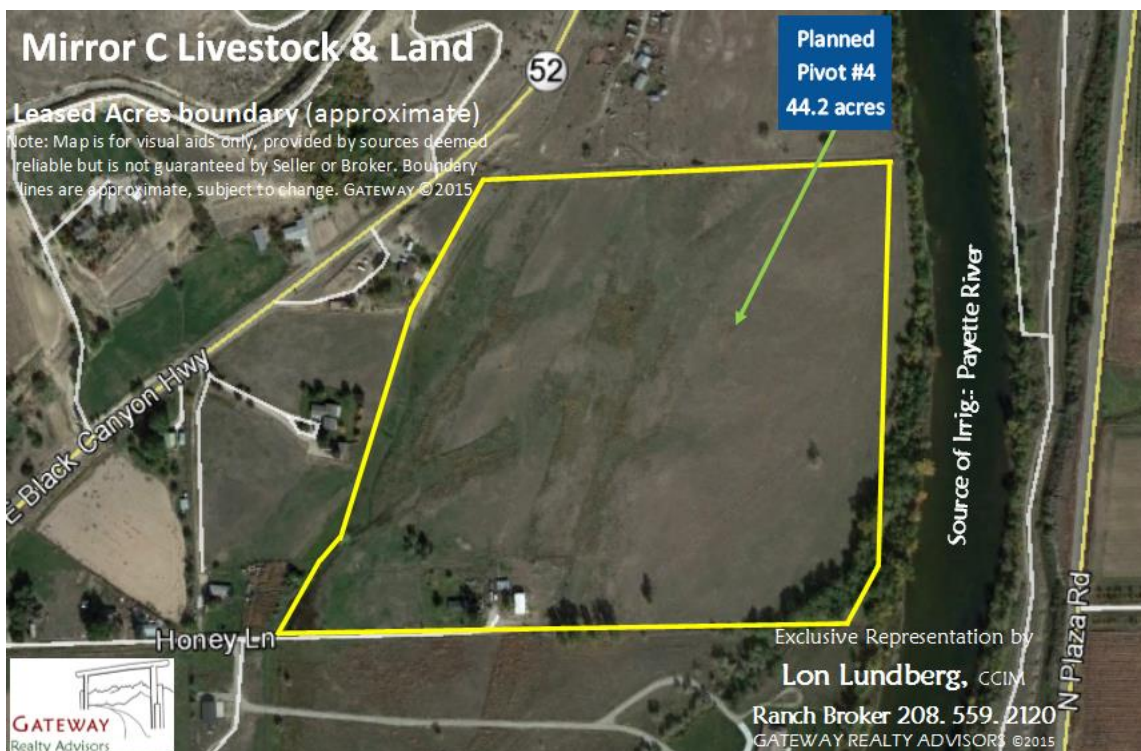 Mirror C Livestock & Land
Leased Acres boundary (approximate)
Note: Map is for visual aids only, provided by sources deemed
reliable but is not guaranteed by Seller or Broker. Boundary
lines are approximate, subject to change. GATEWAY ©2015
52
Planned
Pivot #4
44.2 acres
E Black Canyon Hwy
Source of Irrig.: Payette River
N Plaza Rd
Honey Ln
Exclusive Representation by
Lon Lundberg, CCIM
Ranch Broker 208. 559. 2120
GATEWAY REALTY ADVISORS ©2015
GATEWAY
Realty Advisors